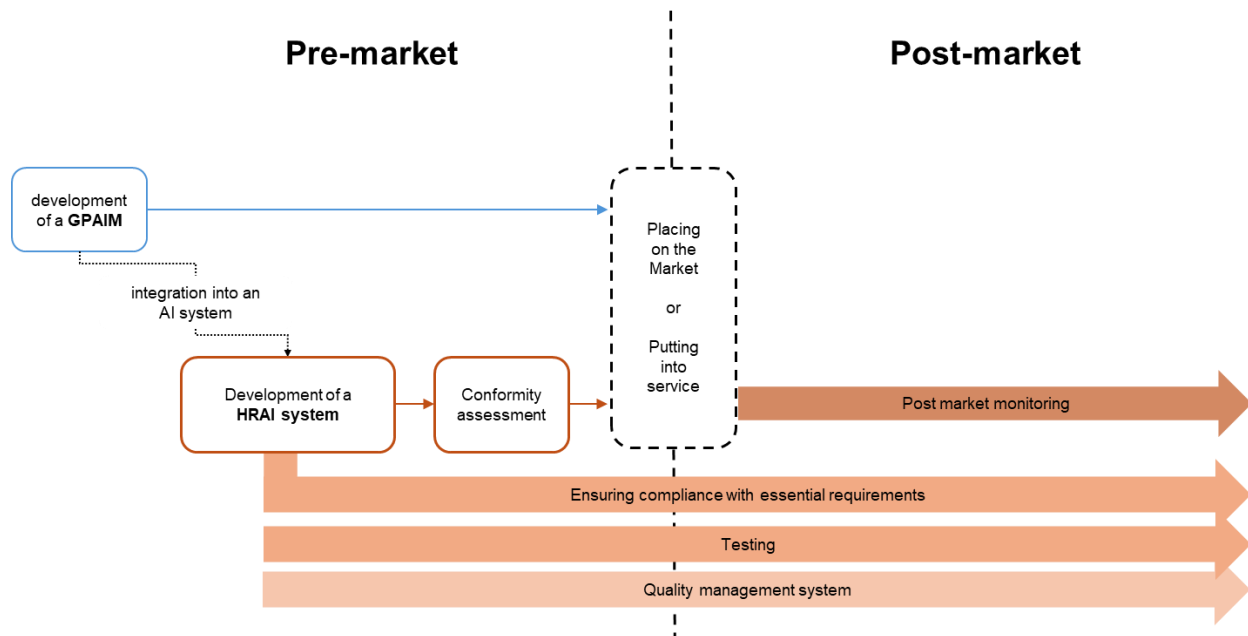 Pre-market
Post-market
development
of a GPAIM
integration into an
AI system
Placing
on the
Market
or
Putting
into
service
Development of a
HRAI system
Conformity
assessment
Post market monitoring
Ensuring compliance with essential requirements
Testing
Quality management system